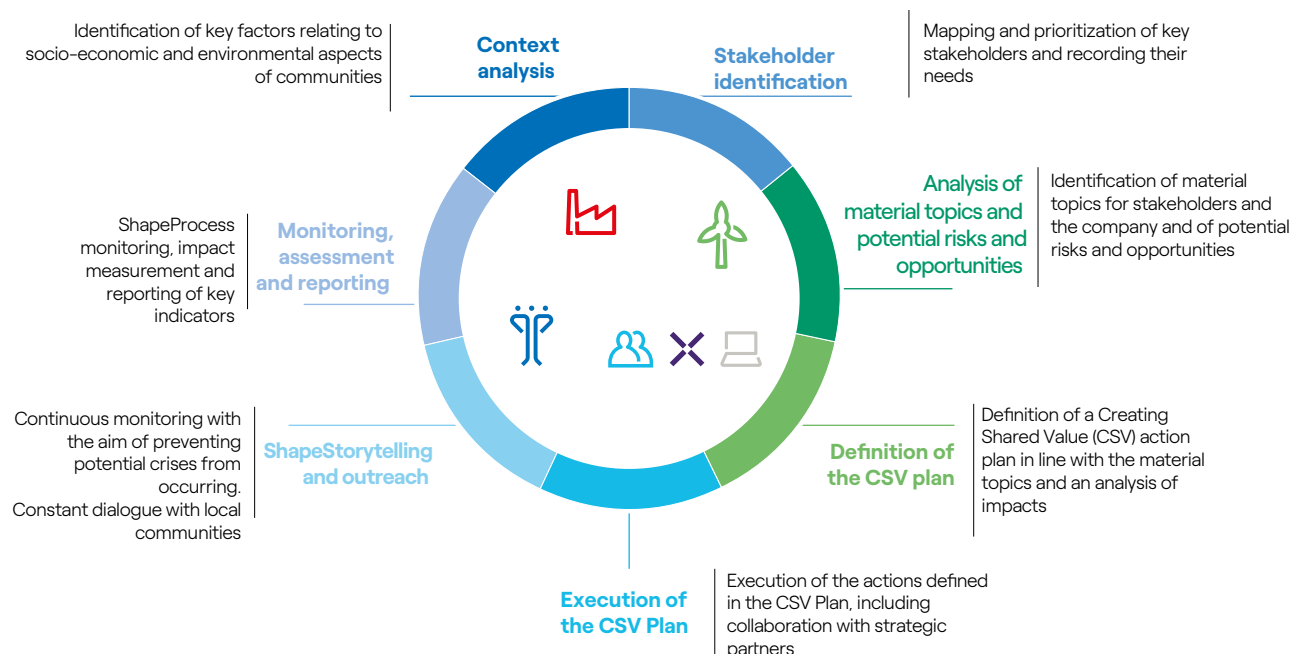 Identification of key factors relating to
socio-economic and environmental aspects
of communities
Context
analysis
Stakeholder
identification
Mapping and prioritization of key
stakeholders and recording their
needs
Analysis of
material topics and
potential risks and
opportunities
Identification of material
topics for stakeholders and
the company and of potential
risks and opportunities
Definition of
the CSV plan
Definition of a Creating
Shared Value (CSV) action
plan in line with the material
topics and an analysis of
impacts
Execution of
the CSV Plan
Execution of the actions defined
in the CSV Plan, including
collaboration with strategic
partners
ShapeStorytelling
and outreach
Continuous monitoring with
the aim of preventing
potential crises from
occurring.
Constant dialogue with local
communities
Monitoring,
assessment
and reporting
ShapeProcess
monitoring, impact
measurement and
reporting of key
indicators